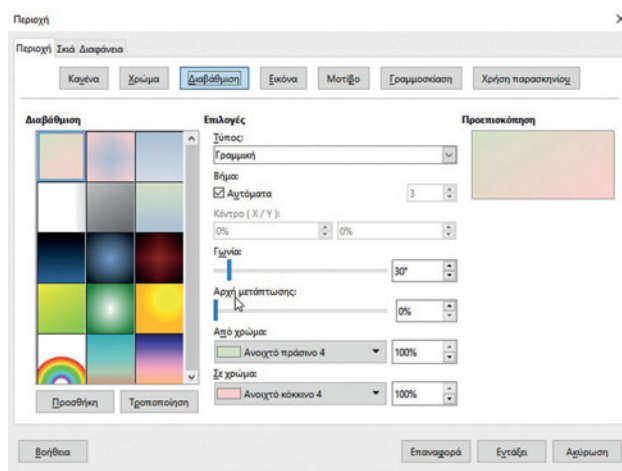 Περιοχή
Περιοχή Σκιά Διαφάνεια
Κανένα Χρώμα Διαβάθμιση Εικόνα Μοτίβο Γραμμοσκίαση Χρήση παρασκηνίου
Διαβάθμιση
Επιλογές
Προεπισκόπηση
Τύπος:
Γραμμική
Βήμα:
Αυτόματα 3
Κέντρο ( X / Y ):
0% 0%
Γωνία:
30°
Αρχή μετάπτωσης:
0%
Από χρώμα:
Ανοιχτό πράσινο 4 100%
Σε χρώμα:
Ανοιχτό κόκκινο 4 100%
Προσθήκη Τροποποίηση
Βοήθεια Επαναφορά Εντάξει Ακύρωση